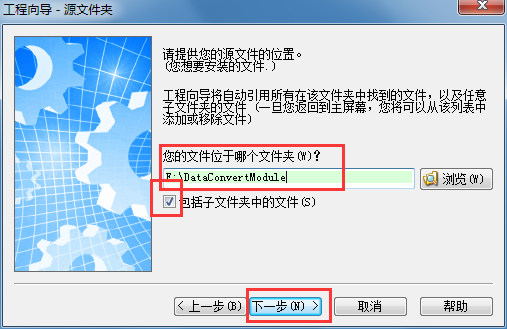 工程向导 - 源文件夹
请提供您的源文件的位置。
(您想要安装的文件.)
工程向导将自动引用所有在该文件夹中找到的文件，以及任意
子文件夹的文件 (一旦您返回到主屏幕，您将可以从该列表中
添加或移除文件)
您的文件位于哪个文件夹(W)?
E:\DataConvertModule
浏览(W)
包括子文件夹中的文件(S)
< 上一步(B)
下一步(N) >
取消
帮助